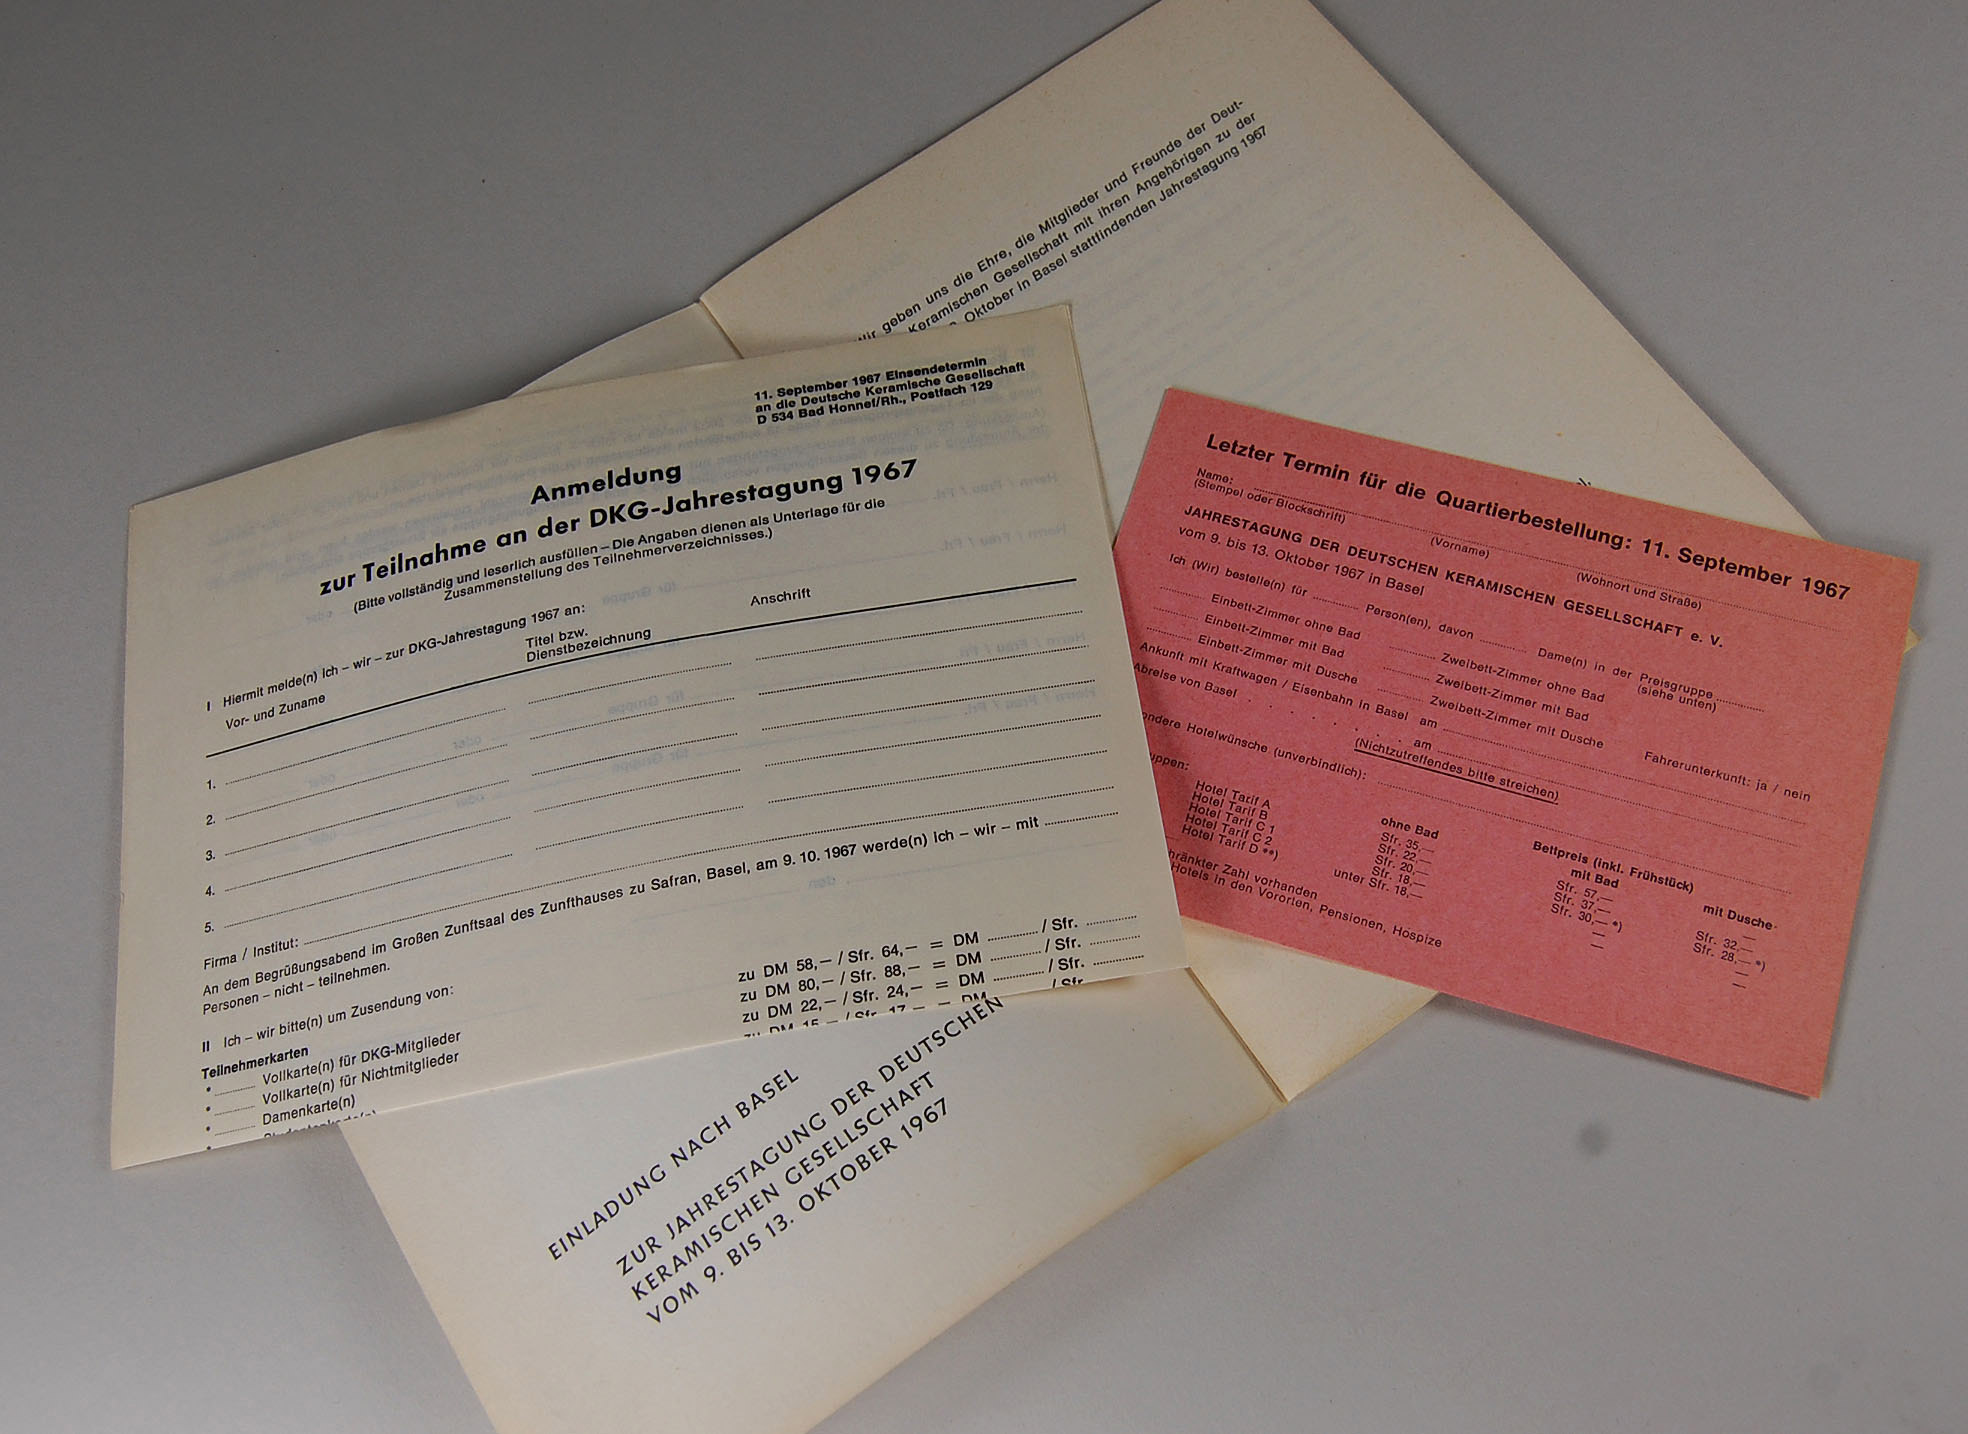 Wir geben uns die Ehre, die Mitglieder und Freunde der Deut-
Keramischen Gesellschaft mit ihren Angehörigen zu der
Oktober in Basel stattfindenden Jahrestagung 1967
11. September 1967 Einsendetermin
an die Deutsche Keramische Gesellschaft
D 534 Bad Honnef/Rh., Postfach 129
Anmeldung
zur Teilnahme an der DKG-Jahrestagung 1967
(Bitte vollständig und leserlich ausfüllen – Die Angaben dienen als Unterlage für die
Zusammenstellung des Teilnehmerverzeichnisses.)
I Hiermit melde(n) ich – wir – zur DKG-Jahrestagung 1967 an:
Vor- und Zuname
Titel bzw.
Dienstbezeichnung
Anschrift
1.
2.
3.
4.
5.
Firma / Institut:
An dem Begrüßungsabend im Großen Zunftsaal des Zunfthauses zu Safran, Basel, am 9. 10. 1967 werde(n) ich – wir – mit
Personen – nicht – teilnehmen.
II Ich – wir bitte(n) um Zusendung von:
Teilnehmerkarten
Vollkarte(n) für DKG-Mitglieder zu DM 58,— / Sfr. 64,— = DM / Sfr.
Vollkarte(n) für Nichtmitglieder zu DM 80,— / Sfr. 88,— = DM / Sfr.
Damenkarte(n) zu DM 22,— / Sfr. 24,— = DM / Sfr.
Studentenkarte(n) zu DM 15,— / Sfr. 17,— = DM / Sfr.
Letzter Termin für die Quartierbestellung: 11. September 1967
Name:
(Stempel oder Blockschrift) (Vorname) (Wohnort und Straße)
JAHRESTAGUNG DER DEUTSCHEN KERAMISCHEN GESELLSCHAFT e. V.
vom 9. bis 13. Oktober 1967 in Basel
Ich (Wir) bestelle(n) für Person(en), davon Dame(n) in der Preisgruppe
(siehe unten)
Einbett-Zimmer ohne Bad Zweibett-Zimmer ohne Bad
Einbett-Zimmer mit Bad Zweibett-Zimmer mit Bad
Einbett-Zimmer mit Dusche Zweibett-Zimmer mit Dusche
Ankunft mit Kraftwagen / Eisenbahn in Basel am Fahrerunterkunft: ja / nein
Abreise von Basel am
(Nichtzutreffendes bitte streichen)
ondere Hotelwünsche (unverbindlich):
uppen:
Bettpreis (inkl. Frühstück)
ohne Bad mit Bad mit Dusche
Hotel Tarif A Sfr. 35,— Sfr. 57,— —
Hotel Tarif B Sfr. 22,— Sfr. 37,— Sfr. 32,—
Hotel Tarif C 1 Sfr. 20,— Sfr. 30,— *) Sfr. 28,— *)
Hotel Tarif C 2 Sfr. 18,— — —
Hotel Tarif D **) unter Sfr. 18,— — —
hränkter Zahl vorhanden
Hotels in den Vororten, Pensionen, Hospize
EINLADUNG NACH BASEL
ZUR JAHRESTAGUNG DER DEUTSCHEN
KERAMISCHEN GESELLSCHAFT
VOM 9. BIS 13. OKTOBER 1967